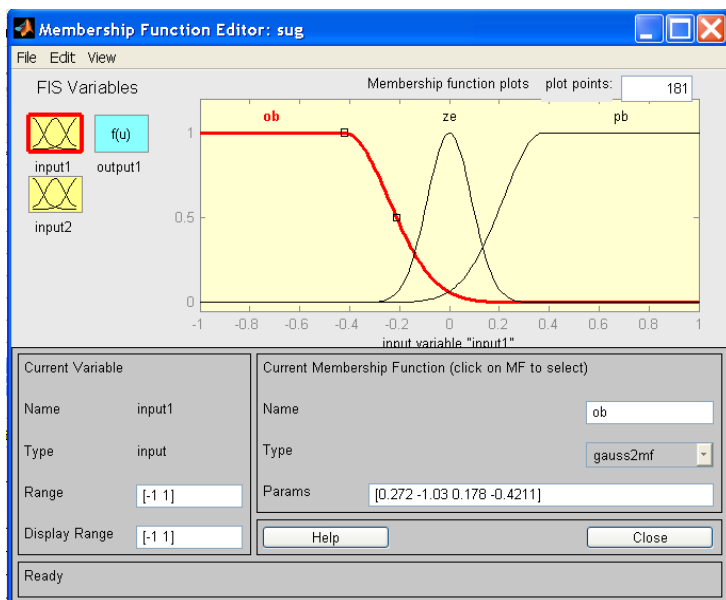 Membership Function Editor: sug
File Edit View
FIS Variables
Membership function plots plot points: 181
f(u)
input1 output1
input2
ob ze pb
1
0.5
0
-1 -0.8 -0.6 -0.4 -0.2 0 0.2 0.4 0.6 0.8 1
input variable "input1"
Current Variable
Name input1
Type input
Range [-1 1]
Display Range [-1 1]
Current Membership Function (click on MF to select)
Name ob
Type gauss2mf
Params [0.272 -1.03 0.178 -0.4211]
Help Close
Ready